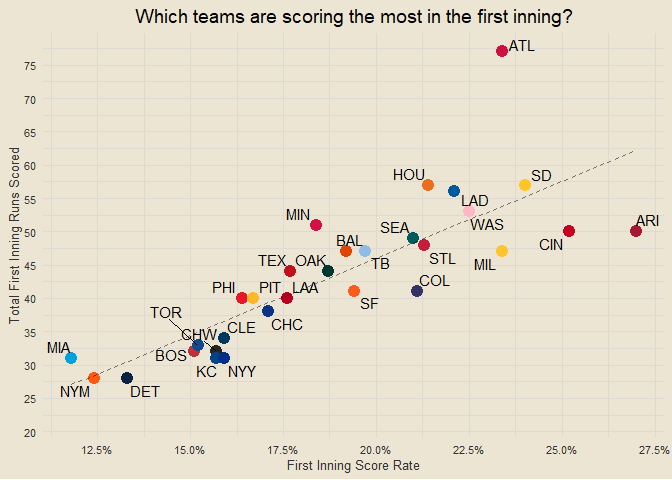 Which teams are scoring the most in the first inning?
Total First Inning Runs Scored
75
70
65
60
55
50
45
40
35
30
25
20
ATL
HOU
SD
LAD
MIN
WAS
ARI
SEA
BAL
CIN
STL
TB
MIL
TEX
OAK
COL
PHI
PIT
LAA
SF
TOR
CHC
CHW
CLE
MIA
BOS
KC
NYY
NYM
DET
12.5%
15.0%
17.5%
20.0%
22.5%
25.0%
27.5%
First Inning Score Rate